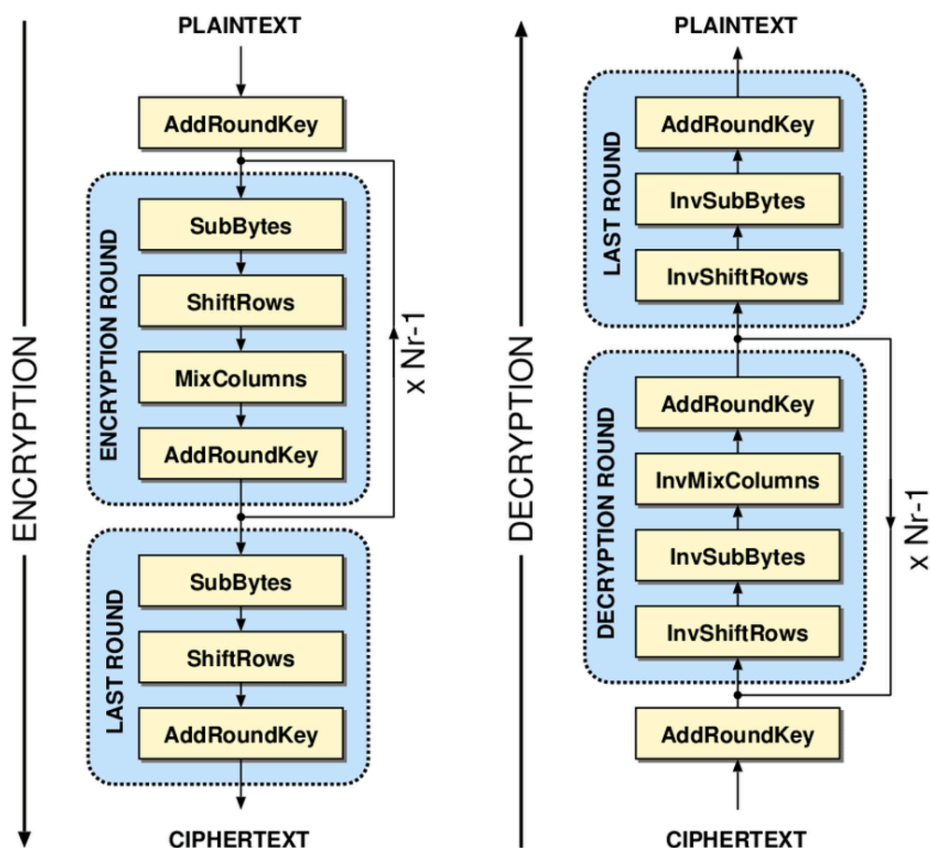 PLAINTEXT
AddRoundKey
ENCRYPTION ROUND
SubBytes
ShiftRows
MixColumns
AddRoundKey
x Nr-1
LAST ROUND
SubBytes
ShiftRows
AddRoundKey
CIPHERTEXT
ENCRYPTION
PLAINTEXT
LAST ROUND
AddRoundKey
InvSubBytes
InvShiftRows
DECRYPTION ROUND
AddRoundKey
InvMixColumns
InvSubBytes
InvShiftRows
x Nr-1
AddRoundKey
CIPHERTEXT
DECRYPTION